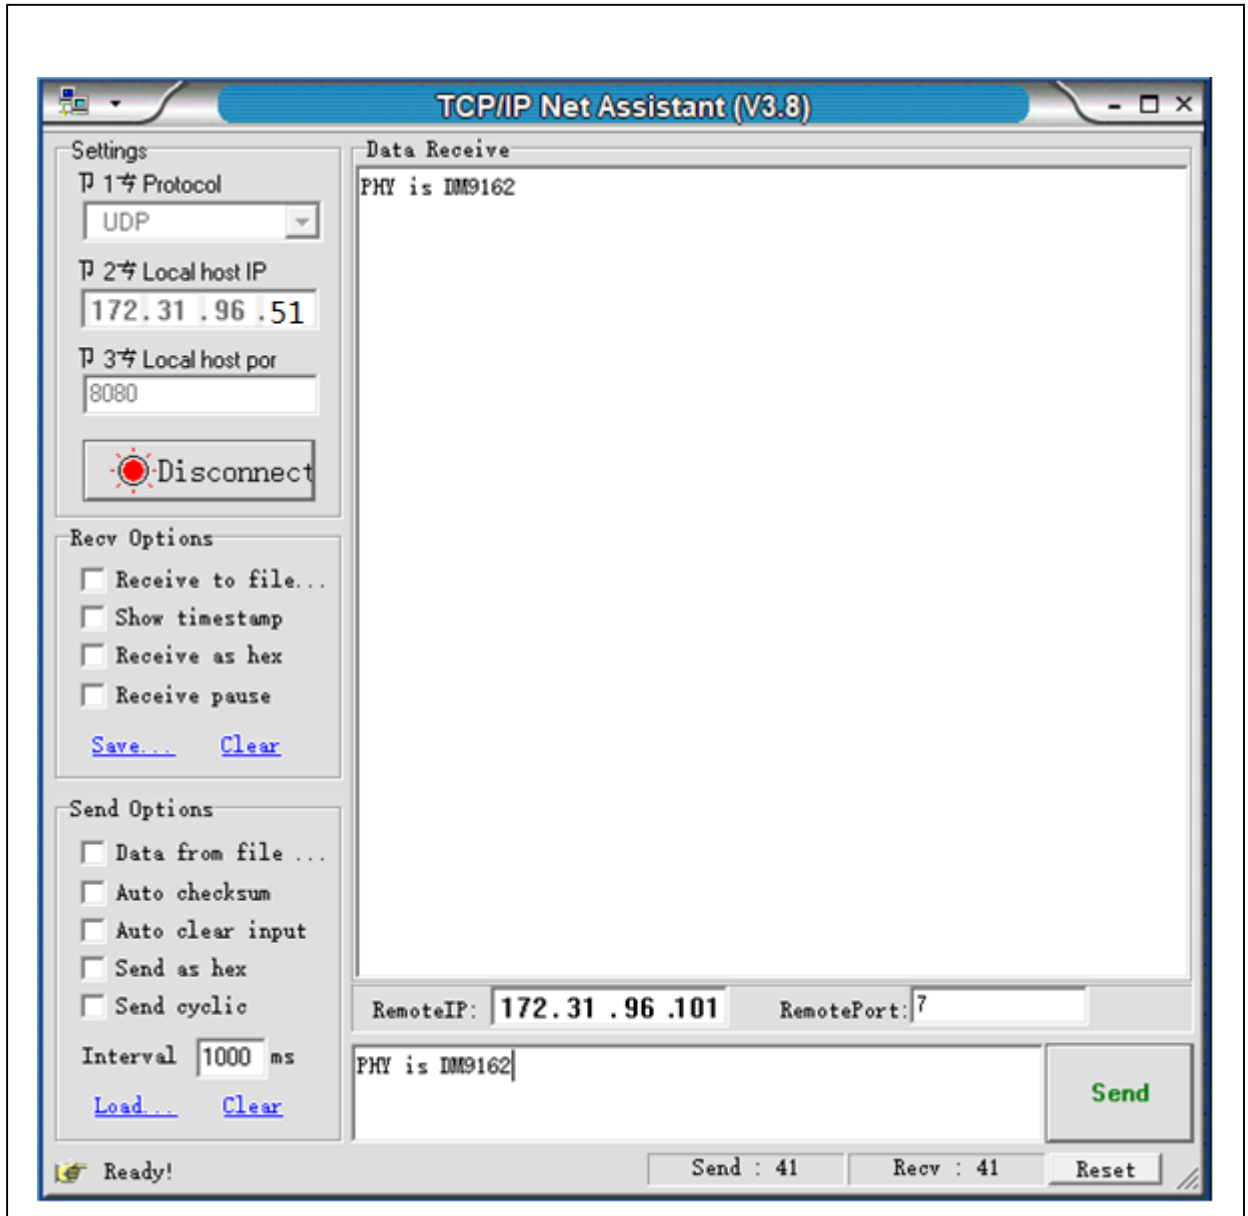 TCP/IP Net Assistant (V3.8)
Settings
1 Protocol
UDP
2 Local host IP
172.31.96.51
3 Local host por
8080
Disconnect
Recv Options
Receive to file...
Show timestamp
Receive as hex
Receive pause
Save... Clear
Send Options
Data from file ...
Auto checksum
Auto clear input
Send as hex
Send cyclic
Interval 1000 ms
Load... Clear
Data Receive
PHY is DM9162
RemoteIP: 172.31.96.101 RemotePort: 7
PHY is DM9162
Send
Ready!
Send : 41 Recv : 41 Reset